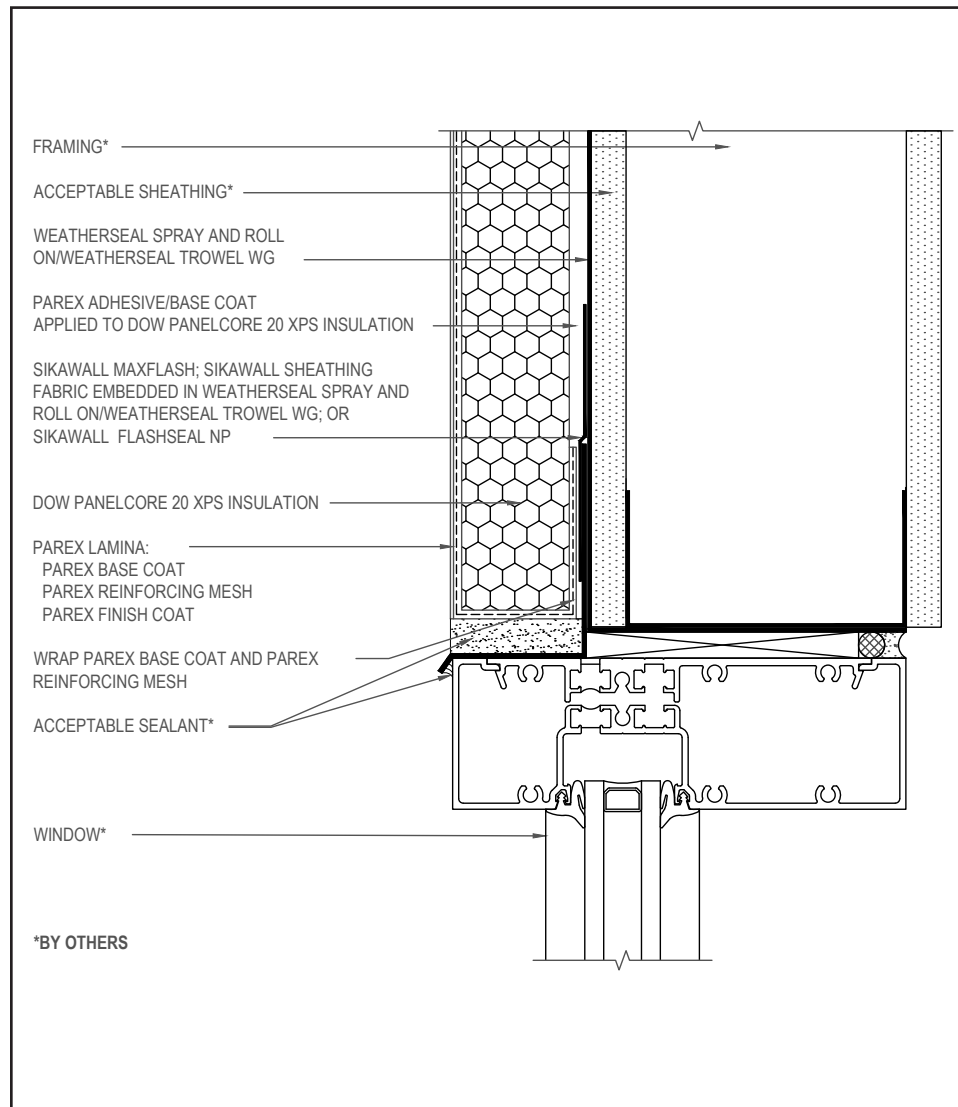 FRAMING*
ACCEPTABLE SHEATHING*
WEATHERSEAL SPRAY AND ROLL
ON/WEATHERSEAL TROWEL WG
PAREX ADHESIVE/BASE COAT
APPLIED TO DOW PANELCORE 20 XPS INSULATION
SIKAWALL MAXFLASH; SIKAWALL SHEATHING
FABRIC EMBEDDED IN WEATHERSEAL SPRAY AND
ROLL ON/WEATHERSEAL TROWEL WG; OR
SIKAWALL FLASHSEAL NP
DOW PANELCORE 20 XPS INSULATION
PAREX LAMINA:
PAREX BASE COAT
PAREX REINFORCING MESH
PAREX FINISH COAT
WRAP PAREX BASE COAT AND PAREX
REINFORCING MESH
ACCEPTABLE SEALANT*
WINDOW*
*BY OTHERS